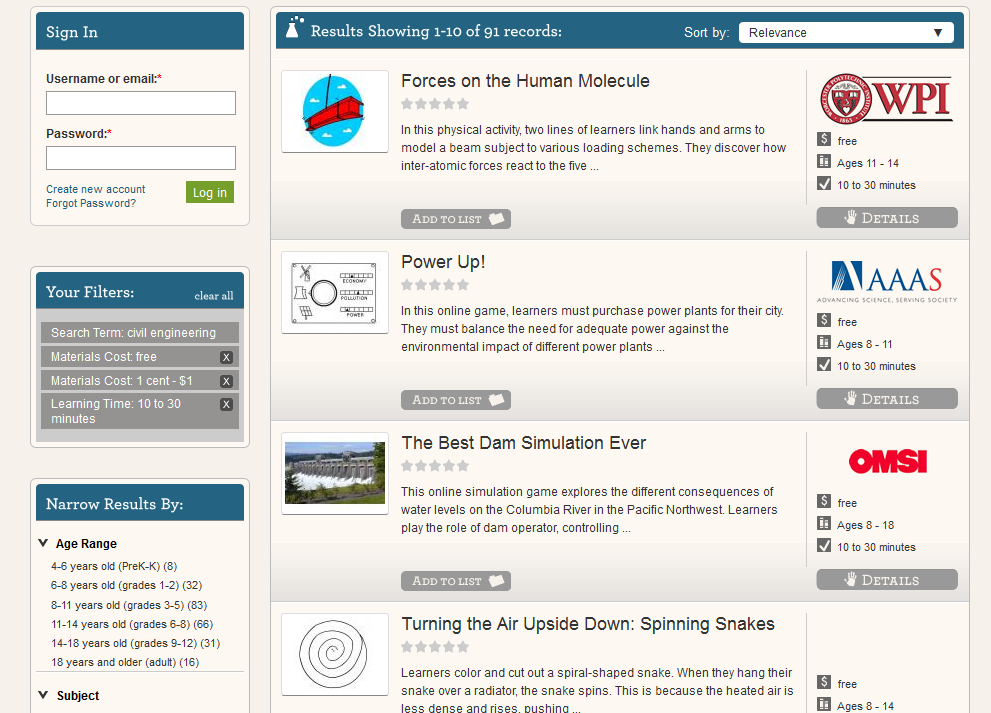 Sign In
Username or email:*
Password:*
Create new account
Forgot Password?
Log in
Your Filters:
clear all
Search Term: civil engineering
Materials Cost: free X
Materials Cost: 1 cent - $1 X
Learning Time: 10 to 30 X
minutes
Narrow Results By:
Age Range
4-6 years old (PreK-K) (8)
6-8 years old (grades 1-2) (32)
8-11 years old (grades 3-5) (83)
11-14 years old (grades 6-8) (66)
14-18 years old (grades 9-12) (31)
18 years and older (adult) (16)
Subject
Results Showing 1-10 of 91 records:
Sort by: Relevance
Forces on the Human Molecule
In this physical activity, two lines of learners link hands and arms to
model a beam subject to various loading schemes. They discover how
inter-atomic forces react to the five ...
ADD TO LIST
WPI
$ free
Ages 11 - 14
10 to 30 minutes
DETAILS
ECONOMY
POLLUTION
POWER
Power Up!
In this online game, learners must purchase power plants for their city.
They must balance the need for adequate power against the
environmental impact of different power plants ...
ADD TO LIST
AAAS
ADVANCING SCIENCE, SERVING SOCIETY
$ free
Ages 8 - 11
10 to 30 minutes
DETAILS
The Best Dam Simulation Ever
This online simulation game explores the different consequences of
water levels on the Columbia River in the Pacific Northwest. Learners
play the role of dam operator, controlling ...
ADD TO LIST
OMSI
$ free
Ages 8 - 18
10 to 30 minutes
DETAILS
Turning the Air Upside Down: Spinning Snakes
Learners color and cut out a spiral-shaped snake. When they hang their
snake over a radiator, the snake spins. This is because the heated air is
less dense and rises, pushing ...
$ free
Ages 8 - 14